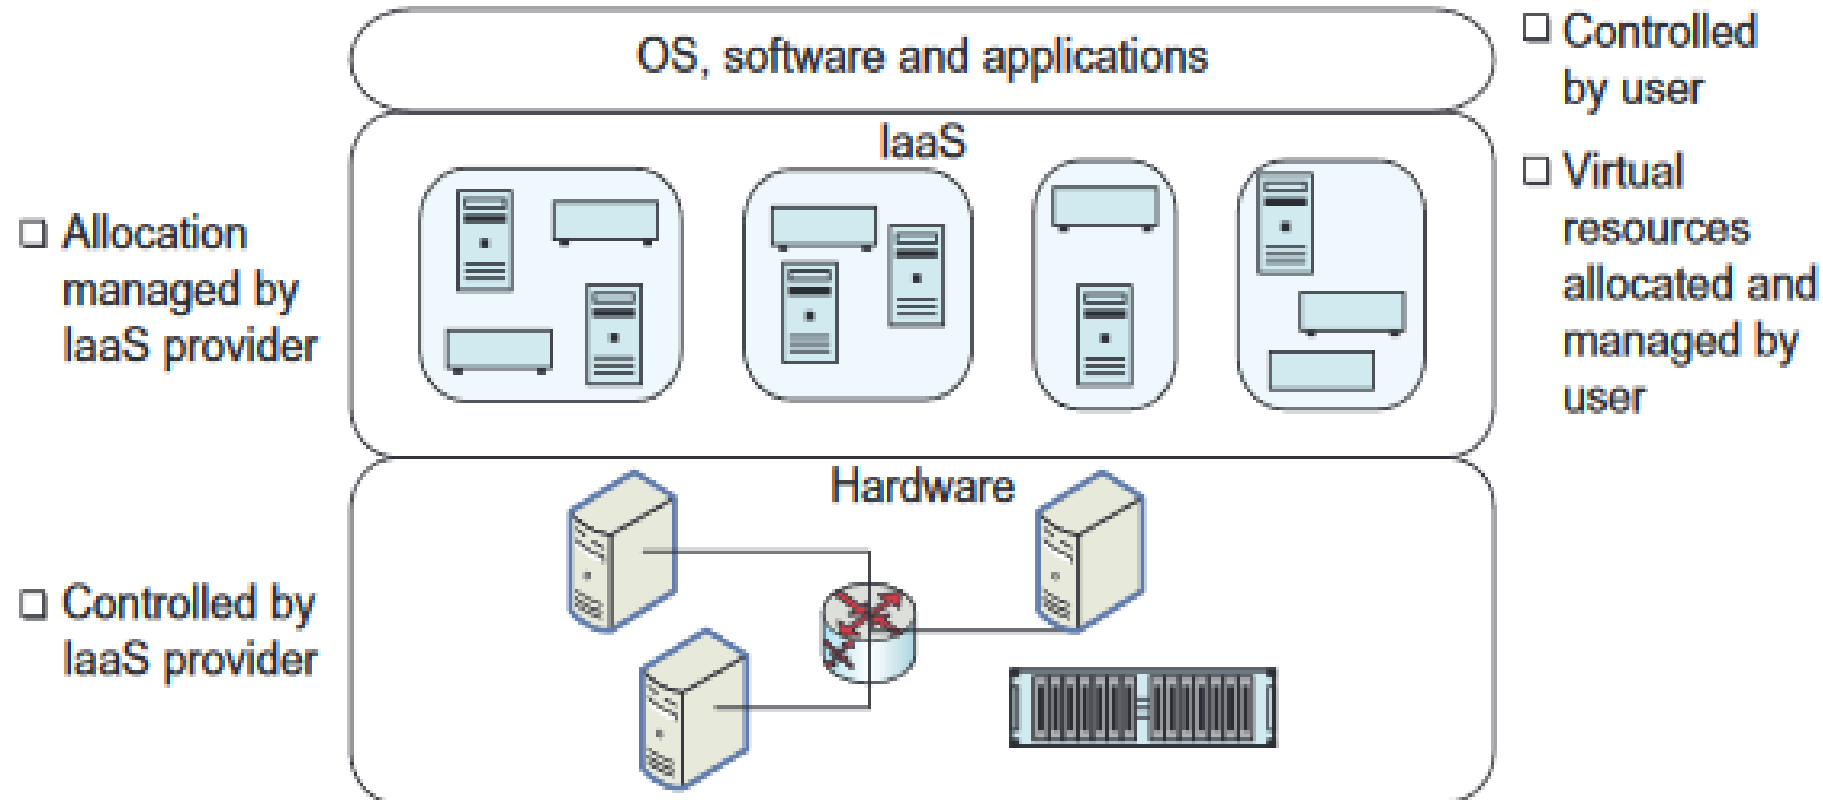 OS, software and applications
☐ Controlled
by user
IaaS
☐ Virtual
resources
allocated and
managed by
user
☐ Allocation
managed by
IaaS provider
Hardware
☐ Controlled by
IaaS provider